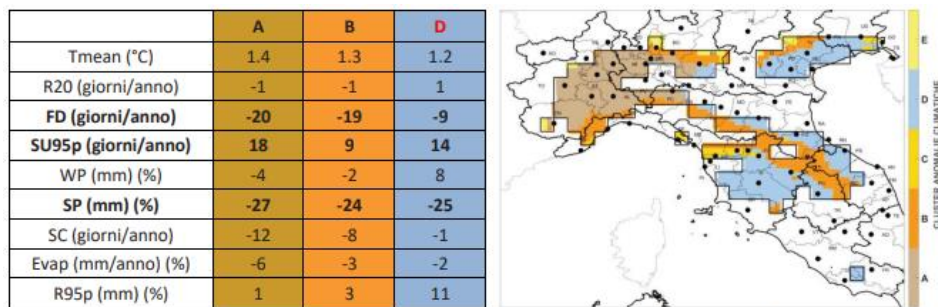 A B D
Tmean (°C) 1.4 1.3 1.2
R20 (giorni/anno) -1 -1 1
FD (giorni/anno) -20 -19 -9
SU95p (giorni/anno) 18 9 14
WP (mm) (%) -4 -2 8
SP (mm) (%) -27 -24 -25
SC (giorni/anno) -12 -8 -1
Evap (mm/anno) (%) -6 -3 -2
R95p (mm) (%) 1 3 11
CLUSTER ANOMALIE CLIMATICHE
E
D
C
B
A